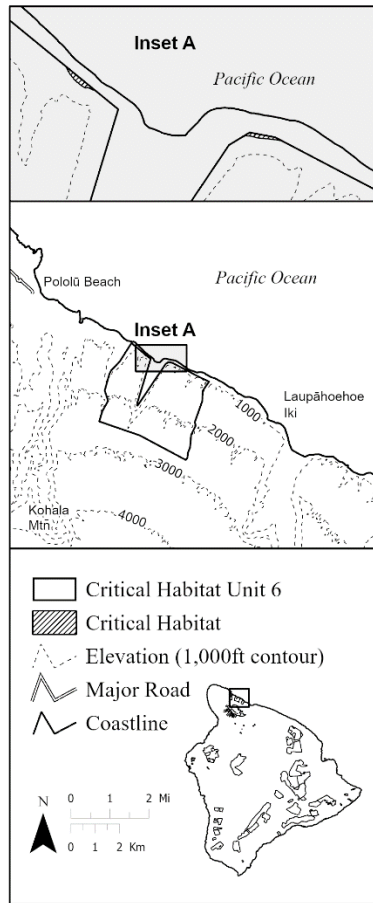 Inset A
Pacific Ocean
Pololū Beach
Pacific Ocean
Inset A
Laupāhoehoe
Iki
1000
2000
3000
4000
Kohala
Mtn
Critical Habitat Unit 6
Critical Habitat
Elevation (1,000ft contour)
Major Road
Coastline
N
0 1 2 Mi
0 1 2 Km